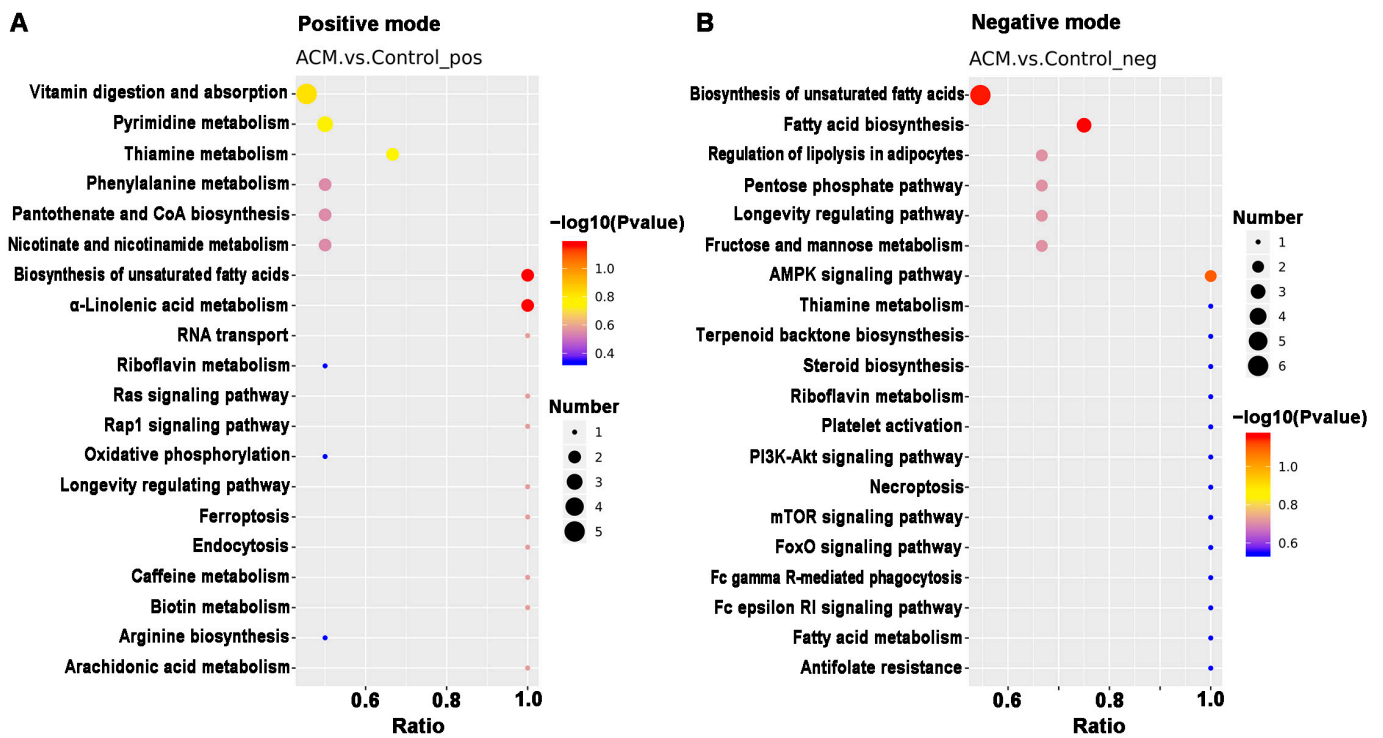 A
Positive mode
ACM.vs.Control_pos
Vitamin digestion and absorption
Pyrimidine metabolism
Thiamine metabolism
Phenylalanine metabolism
Pantothenate and CoA biosynthesis
Nicotinate and nicotinamide metabolism
Biosynthesis of unsaturated fatty acids
α-Linolenic acid metabolism
RNA transport
Riboflavin metabolism
Ras signaling pathway
Rap1 signaling pathway
Oxidative phosphorylation
Longevity regulating pathway
Ferroptosis
Endocytosis
Caffeine metabolism
Biotin metabolism
Arginine biosynthesis
Arachidonic acid metabolism
0.6 0.8 1.0
Ratio
−log10(Pvalue)
1.0
0.8
0.6
0.4
Number
1
2
3
4
5
B
Negative mode
ACM.vs.Control_neg
Biosynthesis of unsaturated fatty acids
Fatty acid biosynthesis
Regulation of lipolysis in adipocytes
Pentose phosphate pathway
Longevity regulating pathway
Fructose and mannose metabolism
AMPK signaling pathway
Thiamine metabolism
Terpenoid backtone biosynsthesis
Steroid biosynthesis
Riboflavin metabolism
Platelet activation
PI3K-Akt signaling pathway
Necroptosis
mTOR signaling pathway
FoxO signaling pathway
Fc gamma R-mediated phagocytosis
Fc epsilon RI signaling pathway
Fatty acid metabolism
Antifolate resistance
0.6 0.8 1.0
Ratio
Number
1
2
3
4
5
6
−log10(Pvalue)
1.0
0.8
0.6